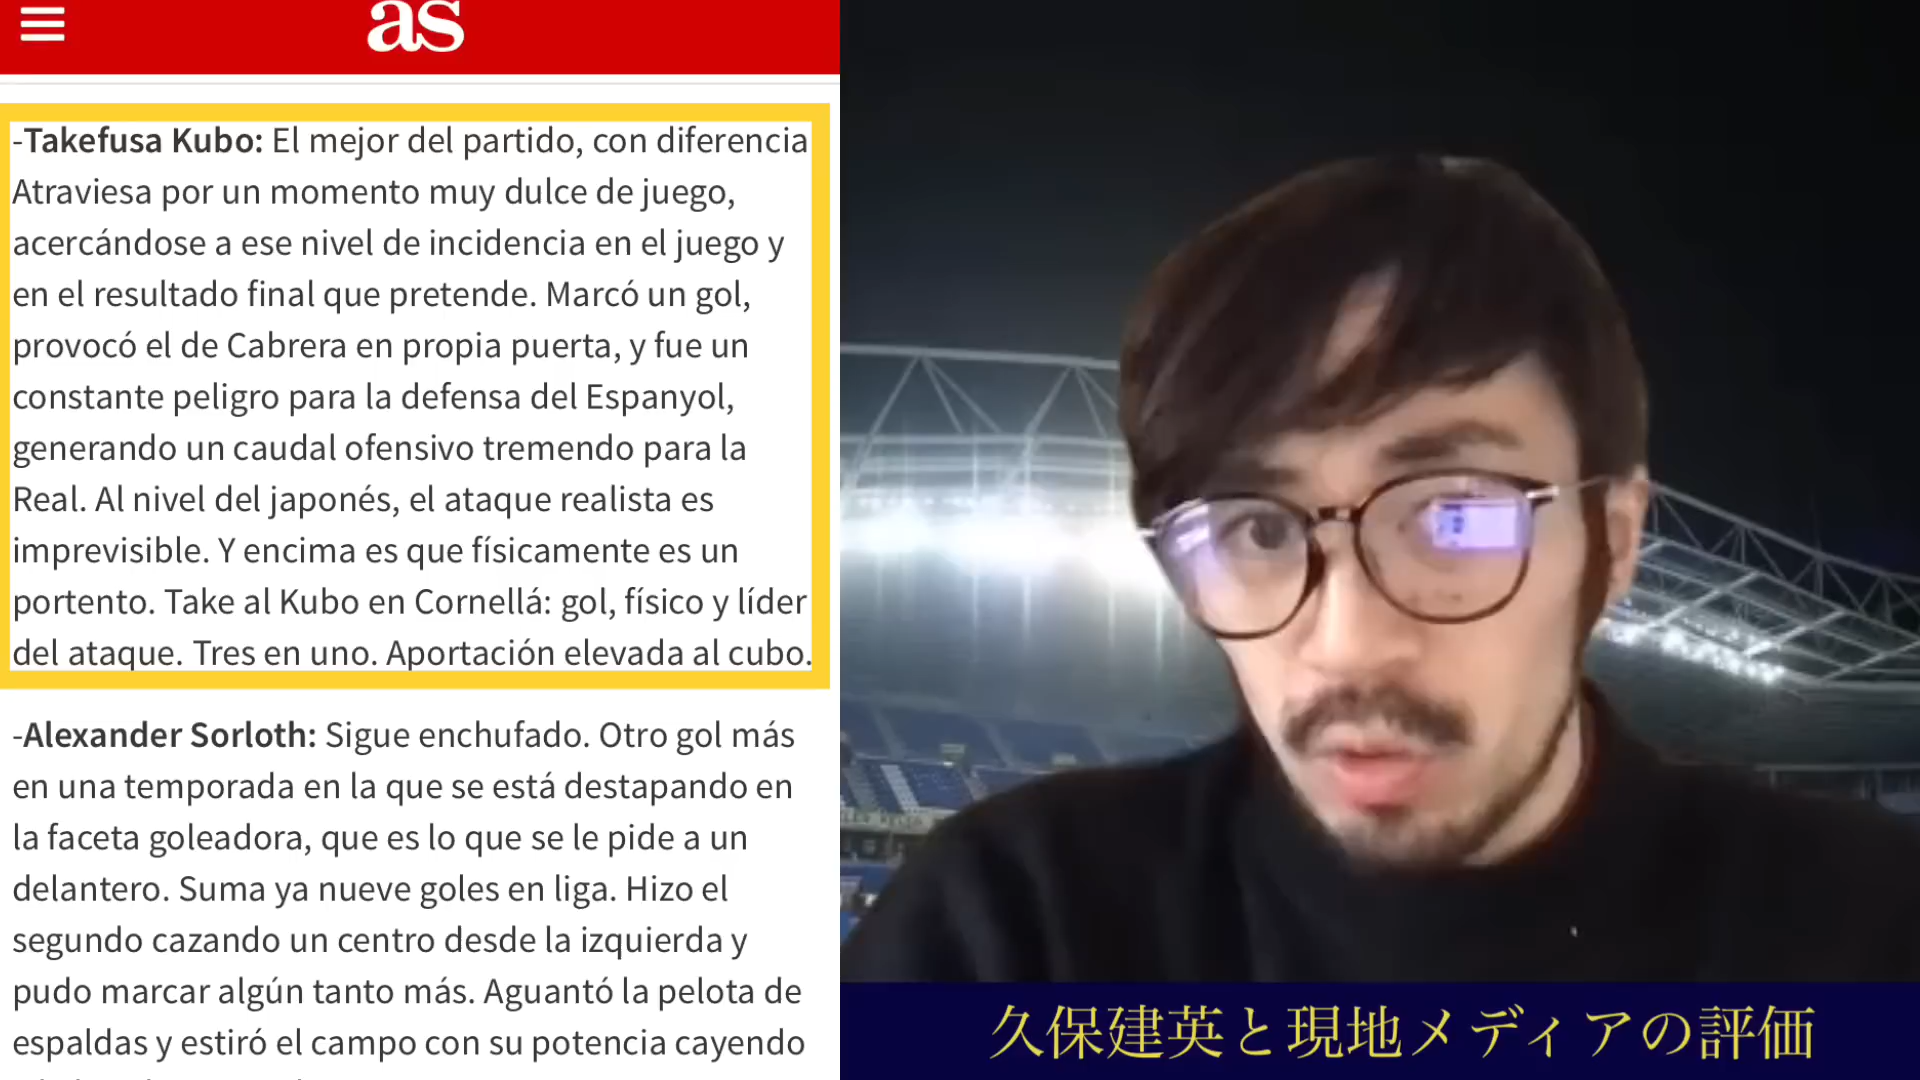 as
-Takefusa Kubo: El mejor del partido, con diferencia
Atraviesa por un momento muy dulce de juego,
acercándose a ese nivel de incidencia en el juego y
en el resultado final que pretende. Marcó un gol,
provocó el de Cabrera en propia puerta, y fue un
constante peligro para la defensa del Espanyol,
generando un caudal ofensivo tremendo para la
Real. Al nivel del japonés, el ataque realista es
imprevisible. Y encima es que físicamente es un
portento. Take al Kubo en Cornellá: gol, físico y líder
del ataque. Tres en uno. Aportación elevada al cubo.
-Alexander Sorloth: Sigue enchufado. Otro gol más
en una temporada en la que se está destapando en
la faceta goleadora, que es lo que se le pide a un
delantero. Suma ya nueve goles en liga. Hizo el
segundo cazando un centro desde la izquierda y
pudo marcar algún tanto más. Aguantó la pelota de
espaldas y estiró el campo con su potencia cayendo
久保建英と現地メディアの評価